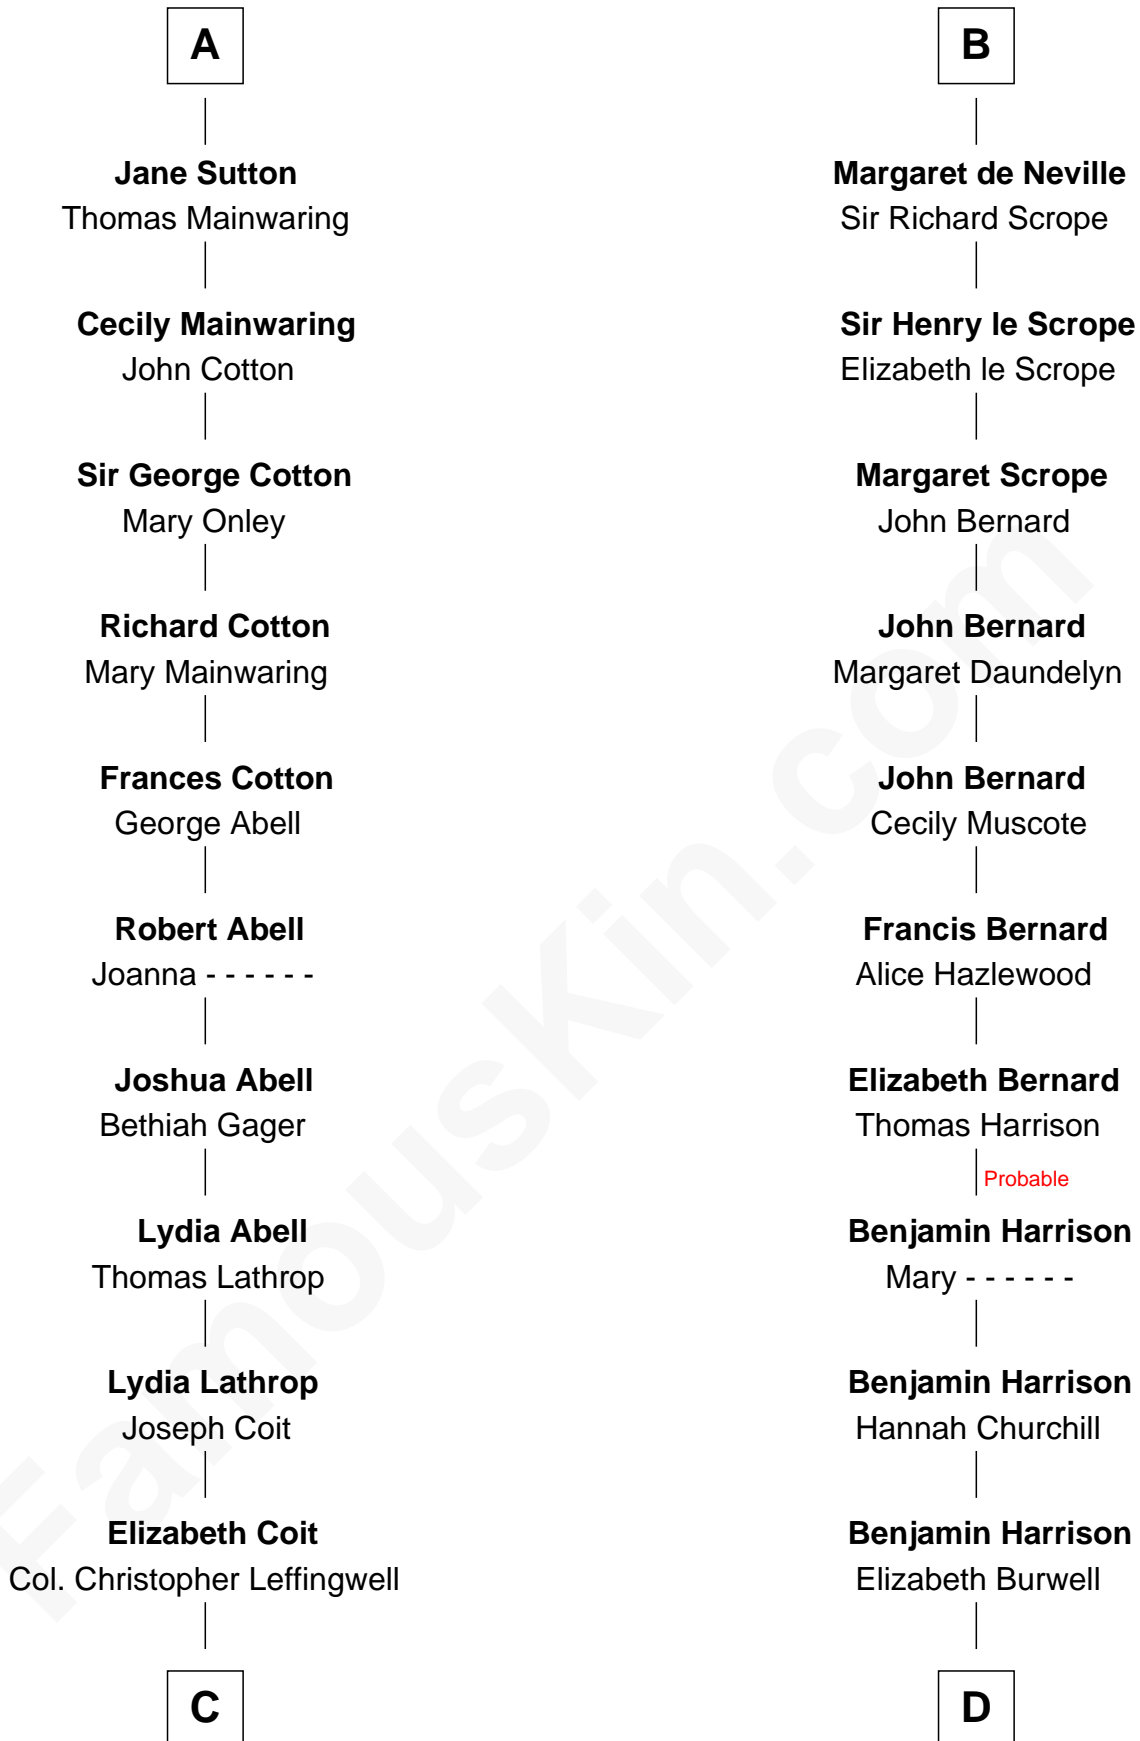 A
Jane Sutton
Thomas Mainwaring
Cecily Mainwaring
John Cotton
Sir George Cotton
Mary Onley
Richard Cotton
Mary Mainwaring
Frances Cotton
George Abell
Robert Abell
Joanna - - - - - -
Joshua Abell
Bethiah Gager
Lydia Abell
Thomas Lathrop
Lydia Lathrop
Joseph Coit
Elizabeth Coit
Col. Christopher Leffingwell
C
B
Margaret de Neville
Sir Richard Scrope
Sir Henry le Scrope
Elizabeth le Scrope
Margaret Scrope
John Bernard
John Bernard
Margaret Daundelyn
John Bernard
Cecily Muscote
Francis Bernard
Alice Hazlewood
Elizabeth Bernard
Thomas Harrison
Probable
Benjamin Harrison
Mary - - - - - -
Benjamin Harrison
Hannah Churchill
Benjamin Harrison
Elizabeth Burwell
D
FamousKin.com